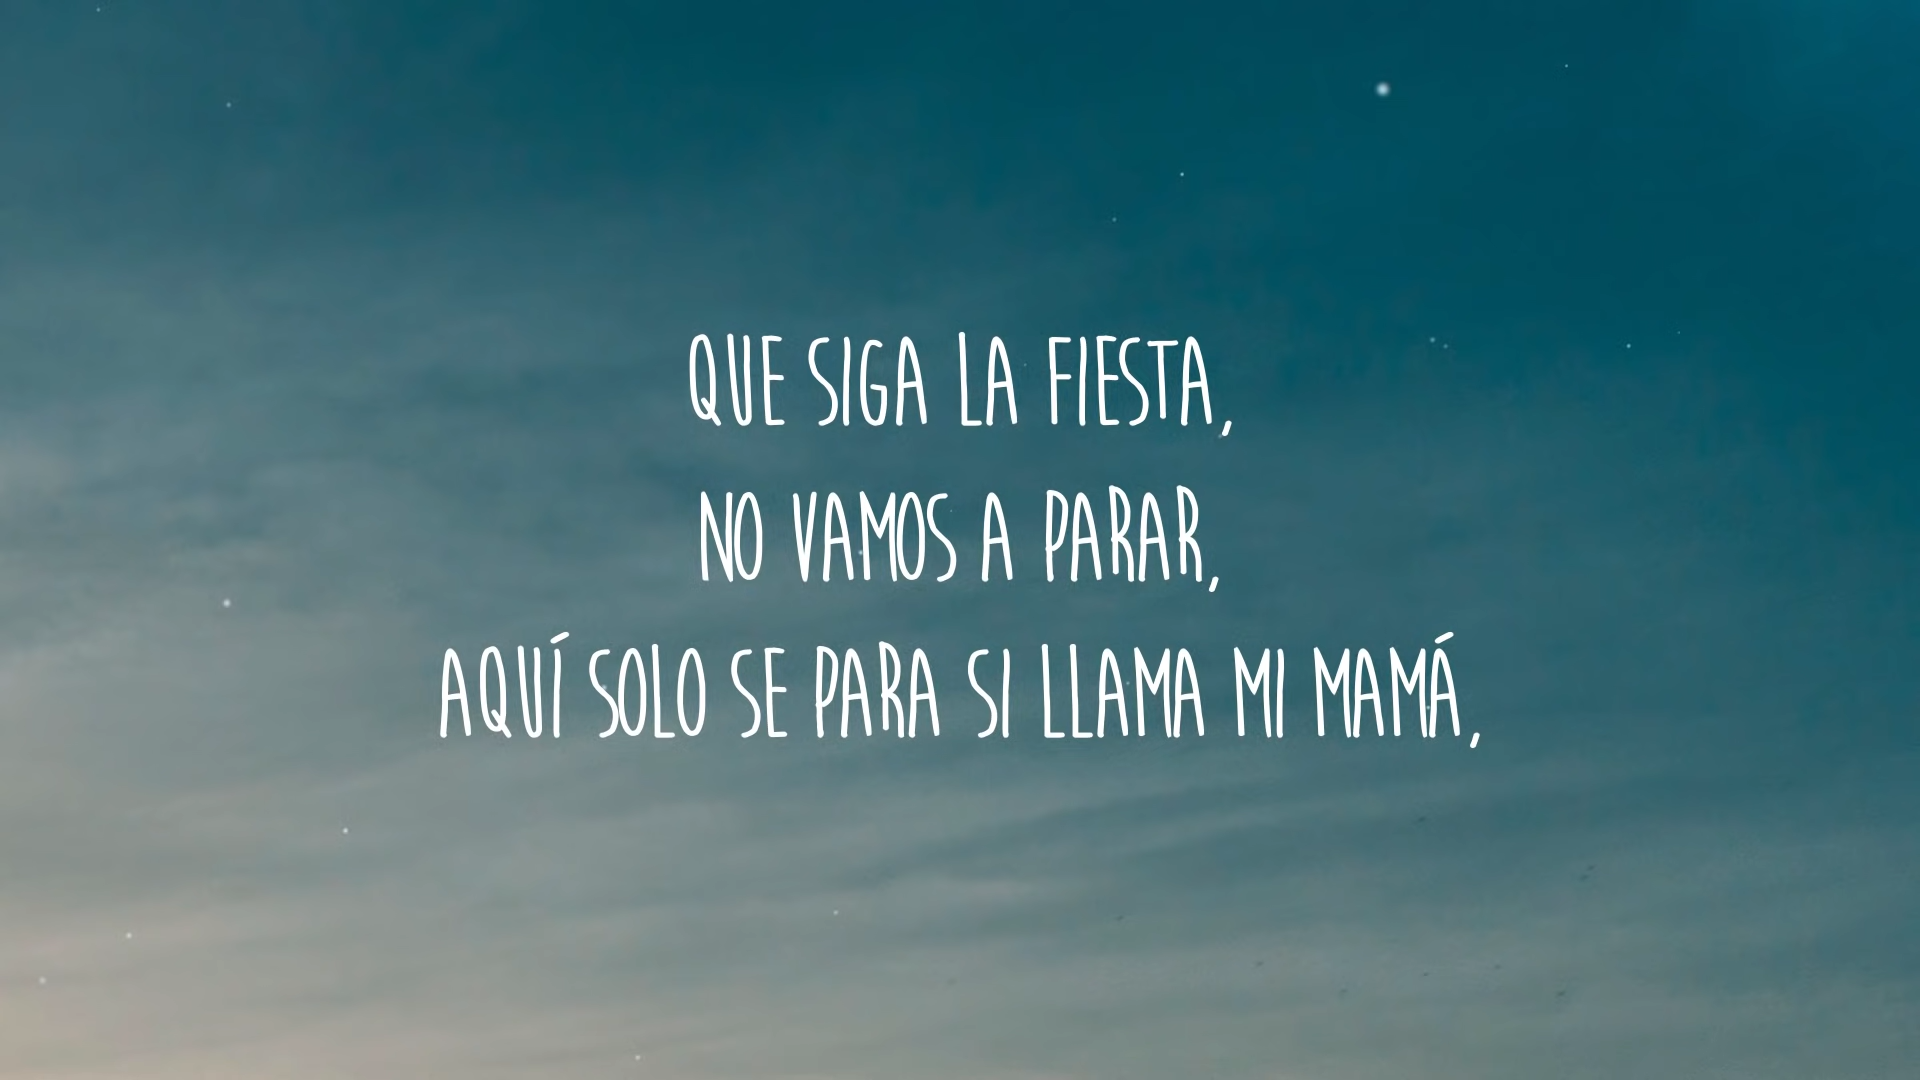 QUE SIGA LA FIESTA,
NO VAMOS A PARAR,
AQUÍ SOLO SE PARA SI LLAMA MI MAMÁ,